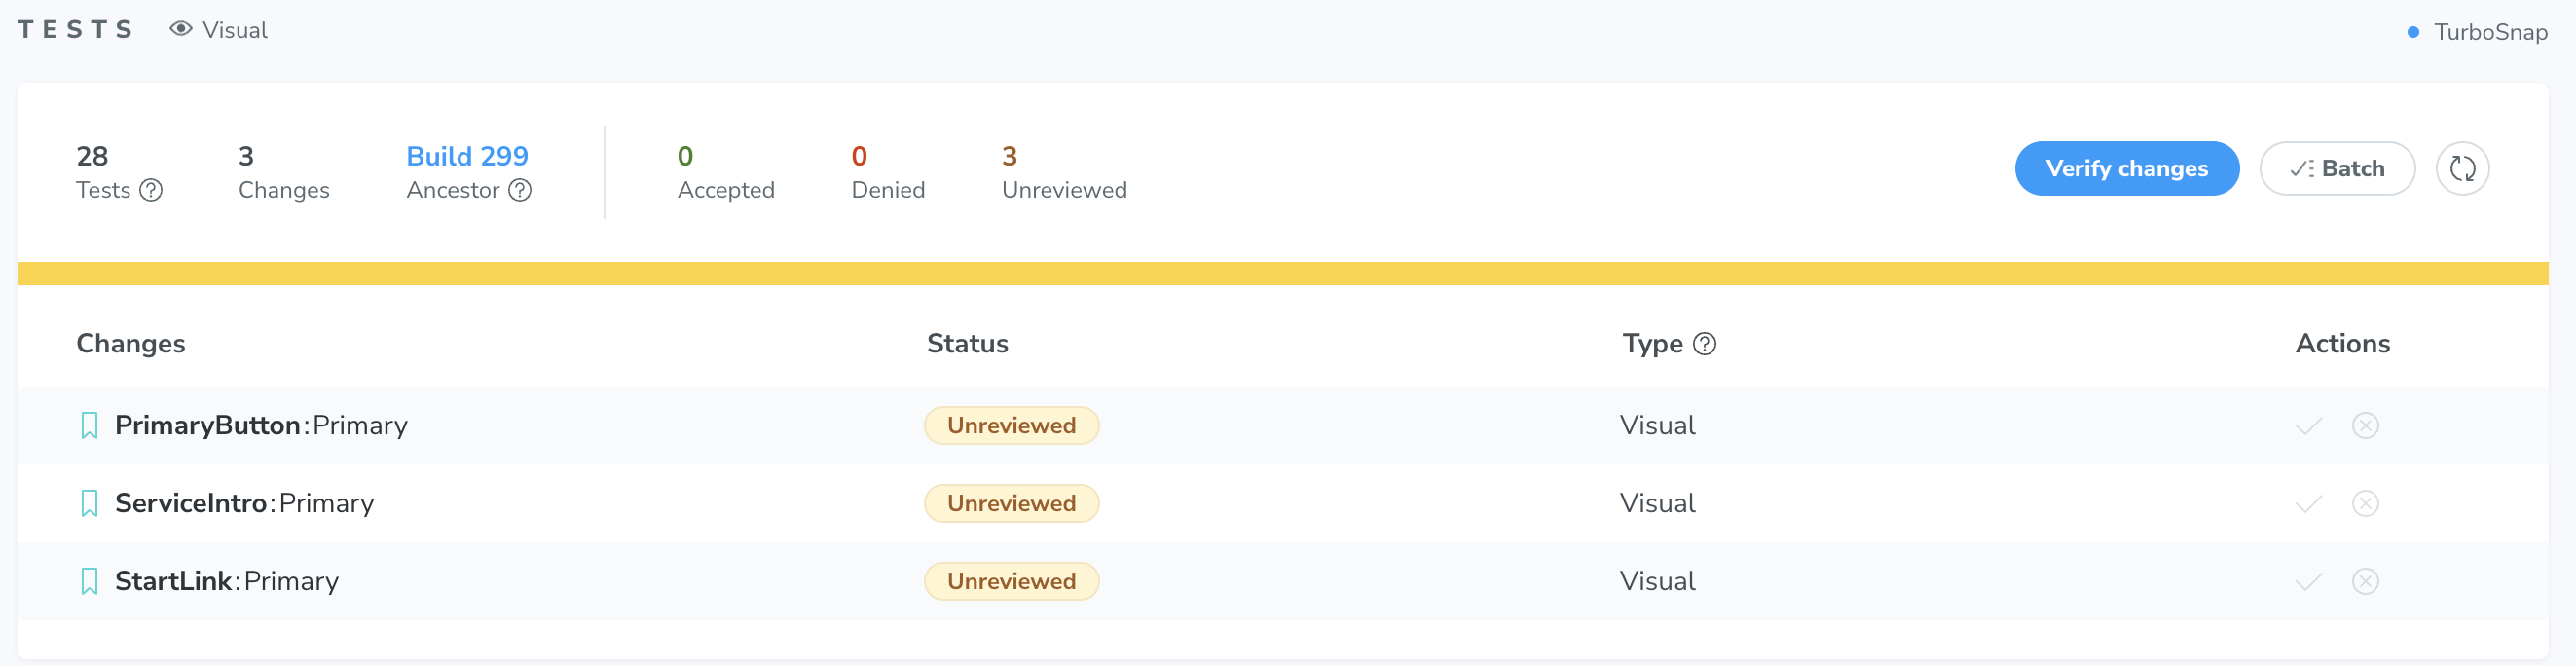 TESTS Visual TurboSnap
28 3 Build 299 0 0 3
Tests ? Changes Ancestor ? Accepted Denied Unreviewed
Verify changes Batch
Changes Status Type ? Actions
PrimaryButton:Primary Unreviewed Visual
ServiceIntro:Primary Unreviewed Visual
StartLink:Primary Unreviewed Visual